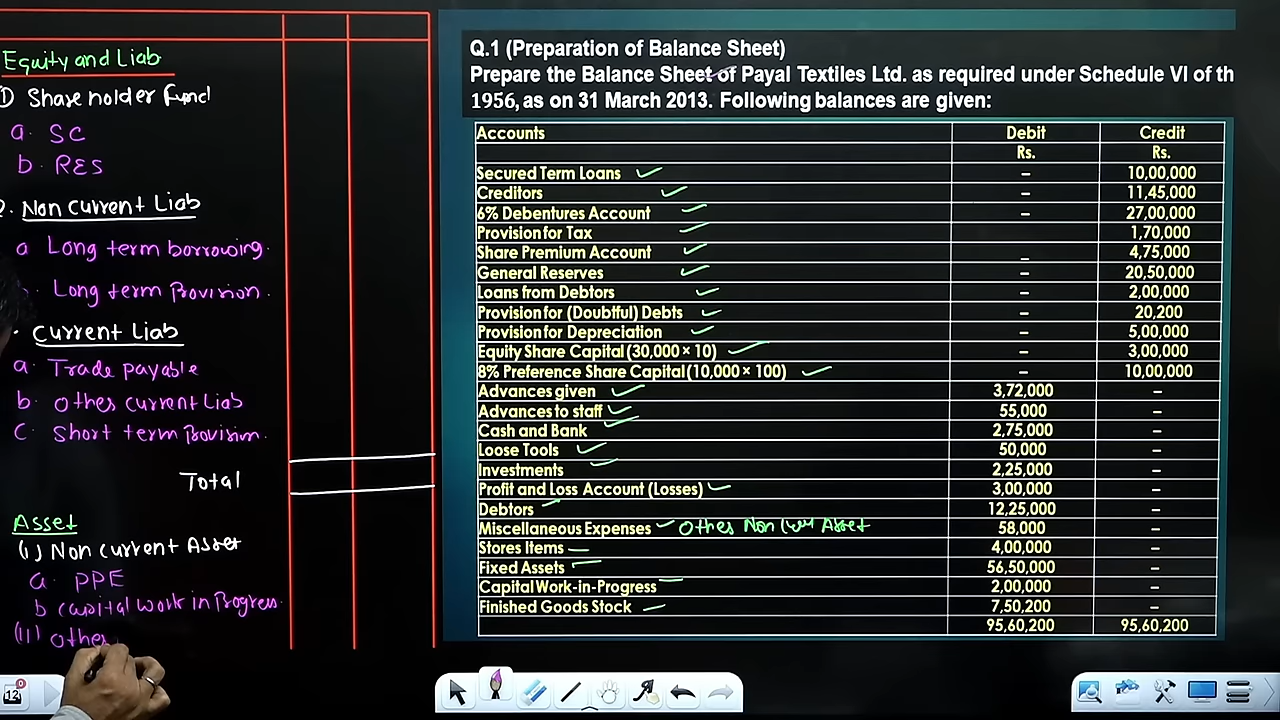 Equity and Liab
① Shareholder Fund
a. SC
b. RES
2. Non Current Liab
a Long term borrowing.
b. Long term Provision.
. Current Liab
a. Trade payable
b. Other current Liab
C. Short term Provision.
Total
Asset
(i) Non current Asset
a. PPE
b capital work in Progress.
(ii) Other
Q.1 (Preparation of Balance Sheet)
Prepare the Balance Sheet of Payal Textiles Ltd. as required under Schedule VI of th
1956, as on 31 March 2013. Following balances are given:
Accounts Debit Credit
Rs. Rs.
Secured Term Loans – 10,00,000
Creditors – 11,45,000
6% Debentures Account – 27,00,000
Provision for Tax 1,70,000
Share Premium Account – 4,75,000
General Reserves – 20,50,000
Loans from Debtors – 2,00,000
Provision for (Doubtful) Debts – 20,200
Provision for Depreciation – 5,00,000
Equity Share Capital (30,000 × 10) – 3,00,000
8% Preference Share Capital (10,000 × 100) – 10,00,000
Advances given 3,72,000 –
Advances to staff 55,000 –
Cash and Bank 2,75,000 –
Loose Tools 50,000 –
Investments 2,25,000 –
Profit and Loss Account (Losses) 3,00,000 –
Debtors 12,25,000 –
Miscellaneous Expenses Other Non Curr Asset 58,000 –
Stores Items 4,00,000 –
Fixed Assets 56,50,000 –
Capital Work-in-Progress 2,00,000 –
Finished Goods Stock 7,50,200 –
95,60,200 95,60,200
12